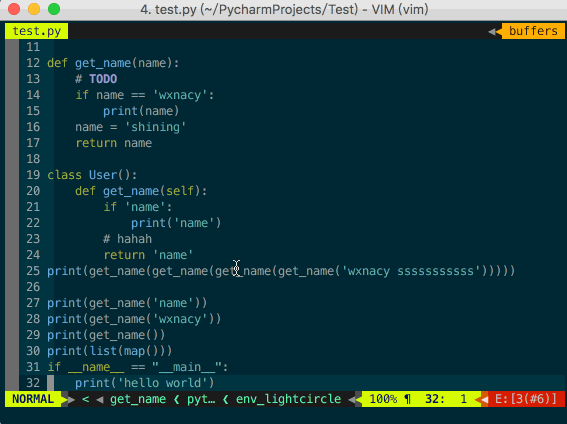 4. test.py (~/PycharmProjects/Test) - VIM (vim)
test.py buffers
11
12 def get_name(name):
13     # TODO
14     if name == 'wxnacy':
15         print(name)
16     name = 'shining'
17     return name
18
19 class User():
20     def get_name(self):
21         if 'name':
22             print('name')
23         # hahah
24         return 'name'
25 print(get_name(get_name(get_name(get_name('wxnacy sssssssssss')))))
26
27 print(get_name('name'))
28 print(get_name('wxnacy'))
29 print(get_name())
30 print(list(map()))
31 if __name__ == "__main__":
32     print('hello world')
NORMAL < get_name ❮ pyt… ❮ env_lightcircle 100% ¶ 32: 1 E:[3(#6)]